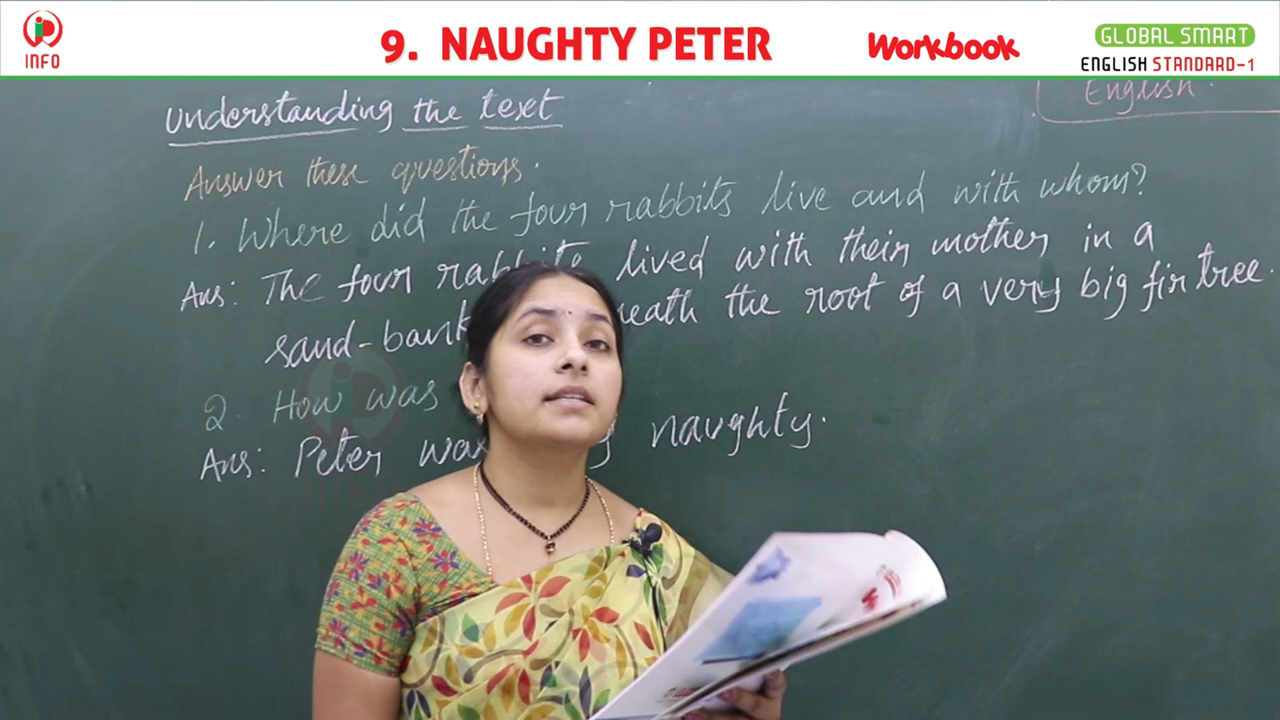 INFO
9. NAUGHTY PETER
Workbook
GLOBAL SMART
ENGLISH STANDARD-1
English.
Understanding the text
Answer these questions.
1. Where did the four rabbits live and with whom?
Ans: The four rabbits lived with their mother in a
sand-bank neath the root of a very big fir tree.
2. How was
Ans: Peter was naughty.